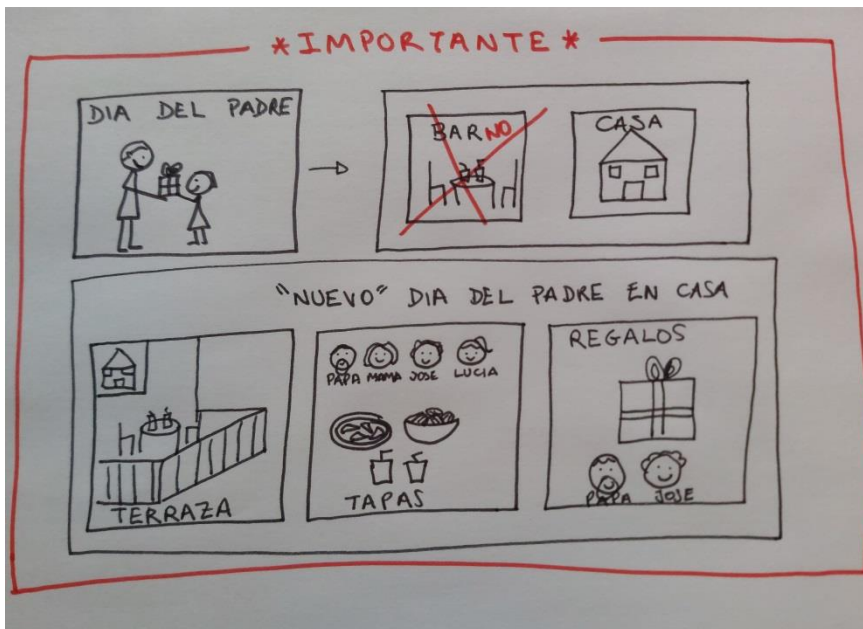 *IMPORTANTE*
DIA DEL PADRE
BAR NO
CASA
"NUEVO" DIA DEL PADRE EN CASA
TERRAZA
PAPA MAMA JOSE LUCIA
TAPAS
REGALOS
PAPA JOSE